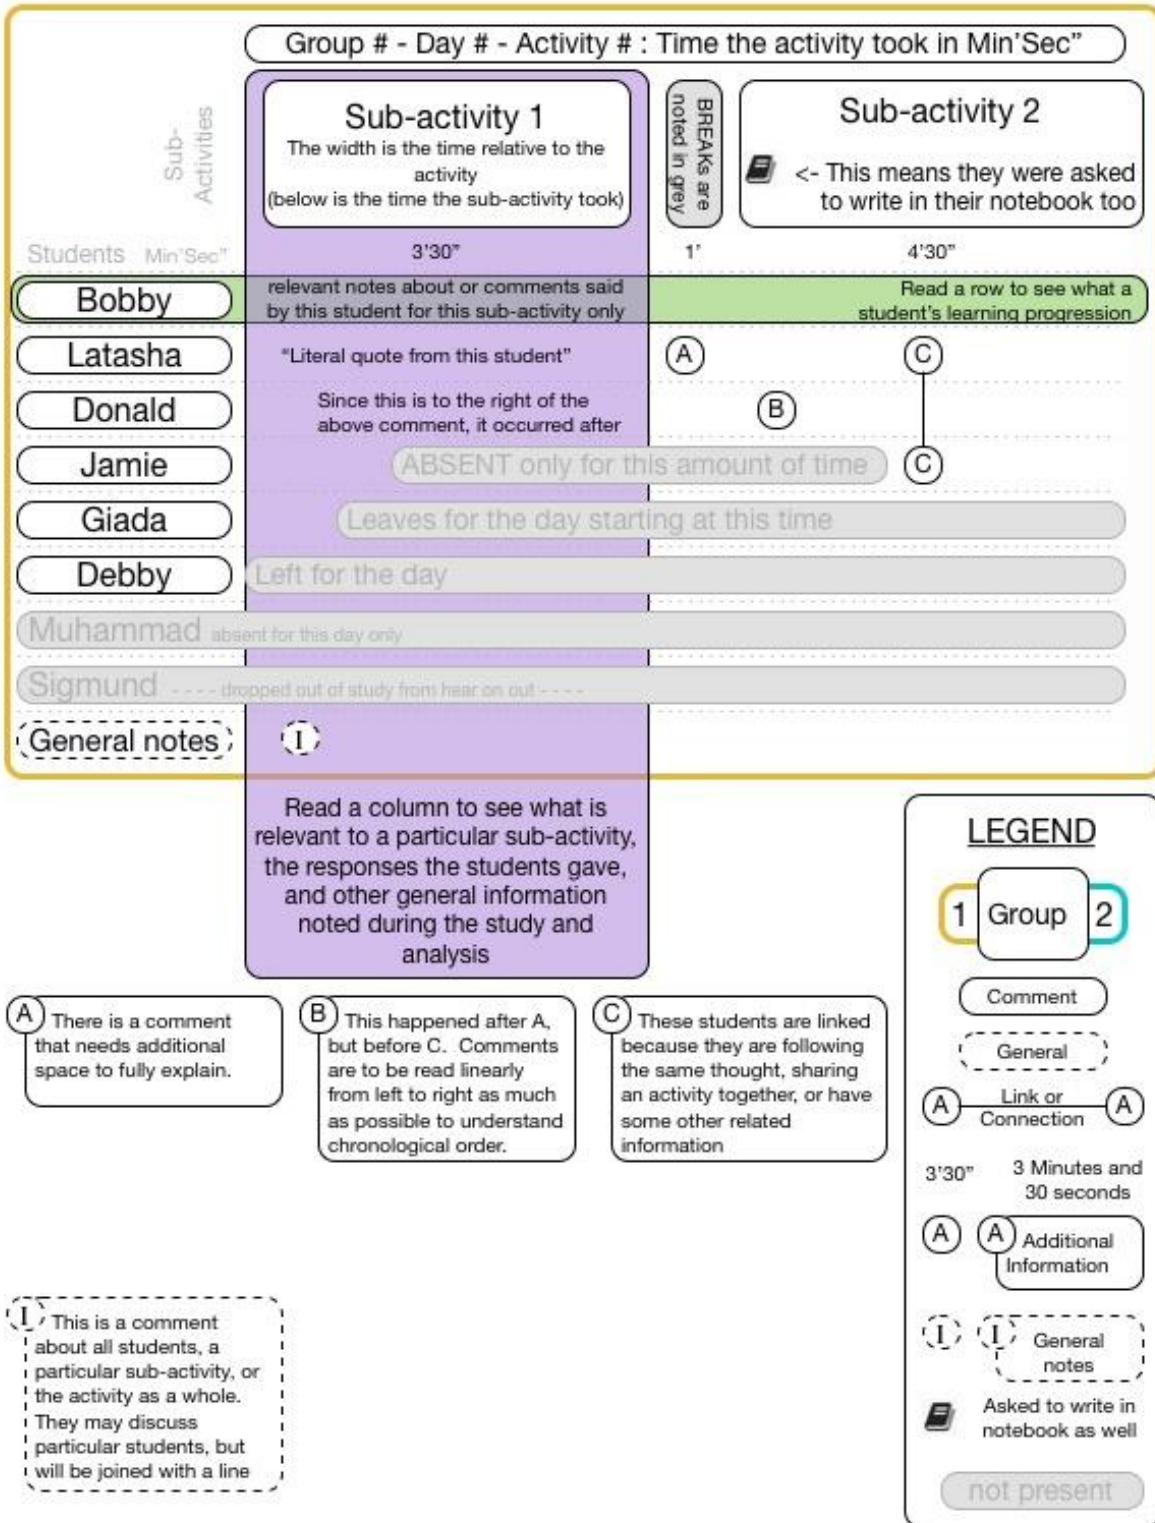 Group # - Day # - Activity # : Time the activity took in Min'Sec”
Sub-
Activities
Sub-activity 1
The width is the time relative to the
activity
(below is the time the sub-activity took)
BREAKs are
noted in grey
Sub-activity 2
<- This means they were asked
to write in their notebook too
Students Min'Sec”
3'30”
1'
4'30”
Bobby
relevant notes about or comments said
by this student for this sub-activity only
Read a row to see what a
student's learning progression
Latasha
“Literal quote from this student”
A
C
Donald
Since this is to the right of the
above comment, it occurred after
B
Jamie
ABSENT only for this amount of time
C
Giada
Leaves for the day starting at this time
Debby
Left for the day
Muhammad absent for this day only
Sigmund - - - - dropped out of study from hear on out - - - -
General notes
I
Read a column to see what is
relevant to a particular sub-activity,
the responses the students gave,
and other general information
noted during the study and
analysis
A There is a comment
that needs additional
space to fully explain.
B This happened after A,
but before C. Comments
are to be read linearly
from left to right as much
as possible to understand
chronological order.
C These students are linked
because they are following
the same thought, sharing
an activity together, or have
some other related
information
I This is a comment
about all students, a
particular sub-activity, or
the activity as a whole.
They may discuss
particular students, but
will be joined with a line
LEGEND
1 Group 2
Comment
General
A Link or A
Connection
3'30” 3 Minutes and
30 seconds
A A Additional
Information
I I General
notes
Asked to write in
notebook as well
not present